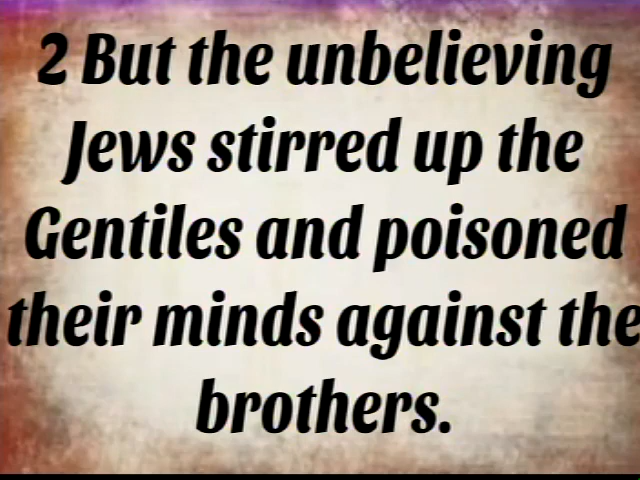 2 But the unbelieving
Jews stirred up the
Gentiles and poisoned
their minds against the
brothers.